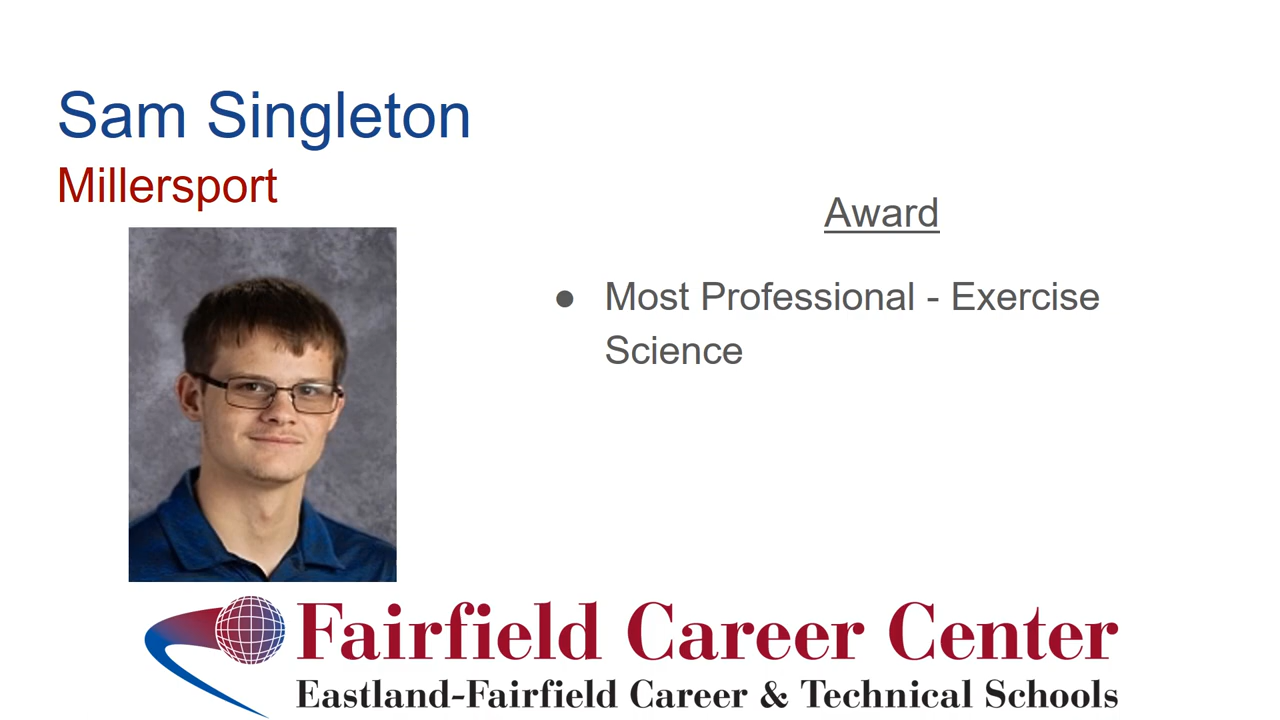 Sam Singleton
Millersport
Award
● Most Professional - Exercise
Science
Fairfield Career Center
Eastland-Fairfield Career & Technical Schools